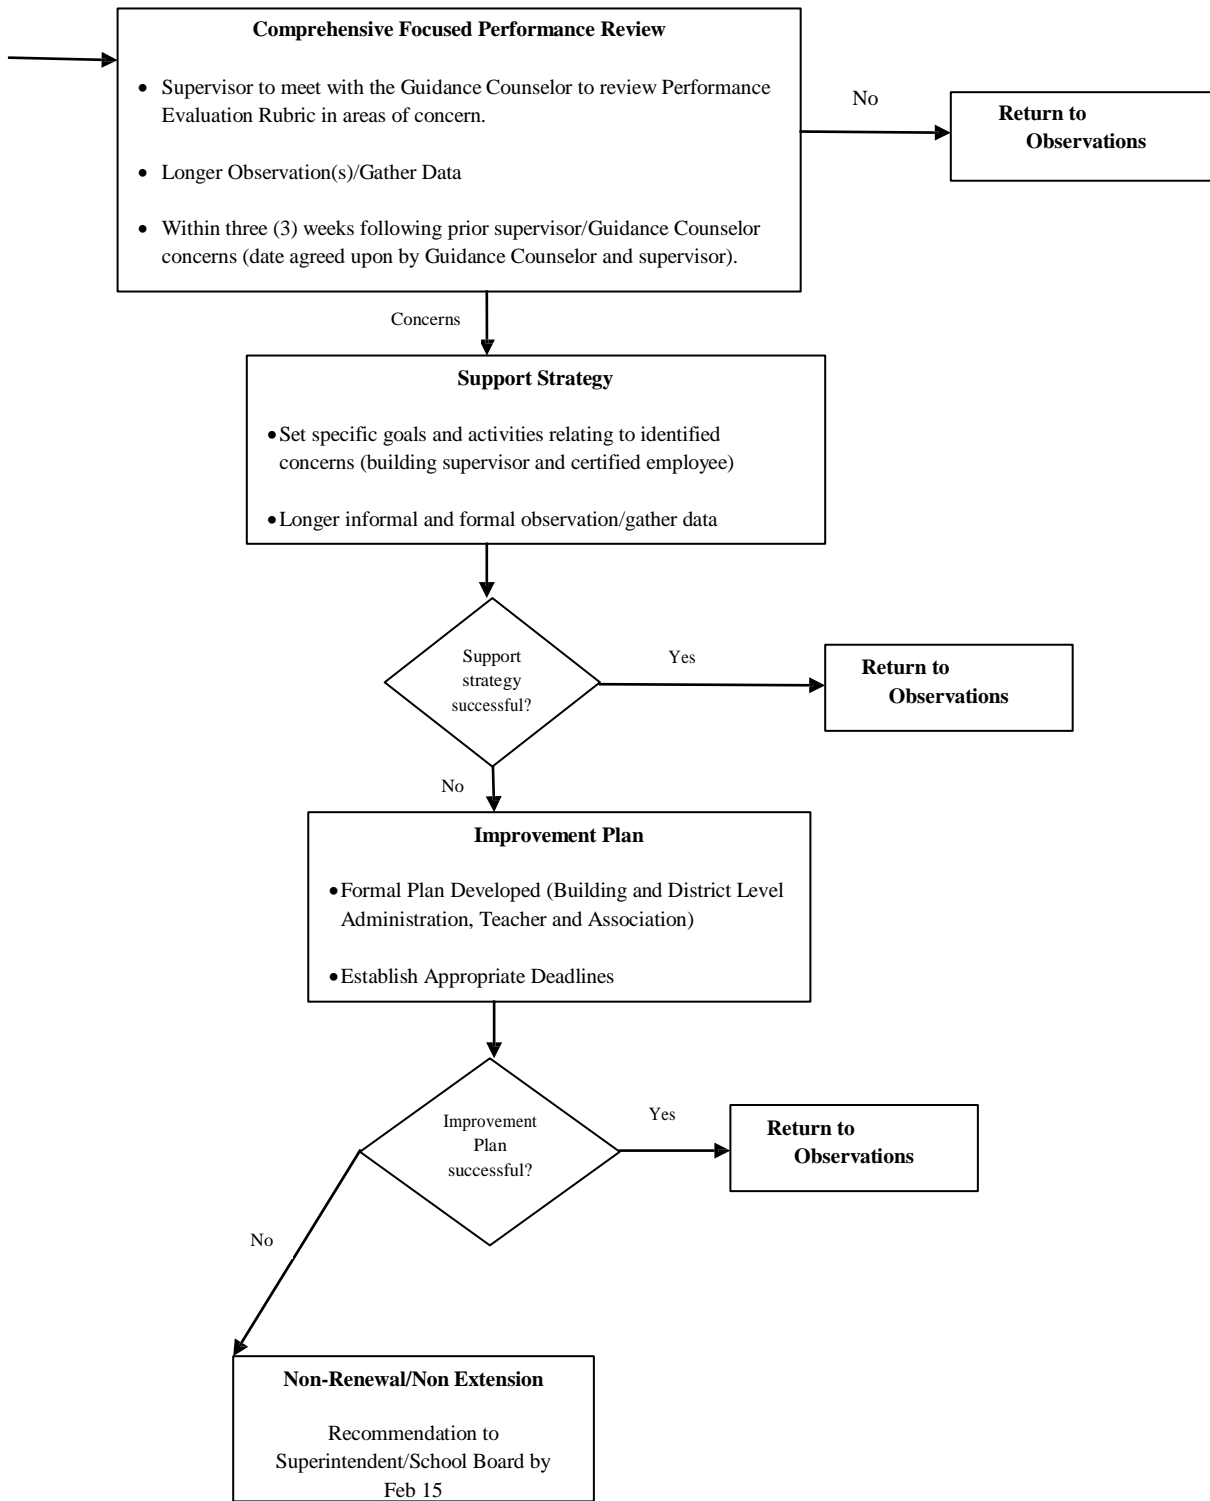 Comprehensive Focused Performance Review
• Supervisor to meet with the Guidance Counselor to review Performance
Evaluation Rubric in areas of concern.
• Longer Observation(s)/Gather Data
• Within three (3) weeks following prior supervisor/Guidance Counselor
concerns (date agreed upon by Guidance Counselor and supervisor).
No
Return to
Observations
Concerns
Support Strategy
• Set specific goals and activities relating to identified
concerns (building supervisor and certified employee)
• Longer informal and formal observation/gather data
Support
strategy
successful?
Yes
Return to
Observations
No
Improvement Plan
• Formal Plan Developed (Building and District Level
Administration, Teacher and Association)
• Establish Appropriate Deadlines
Improvement
Plan
successful?
Yes
Return to
Observations
No
Non-Renewal/Non Extension
Recommendation to
Superintendent/School Board by
Feb 15